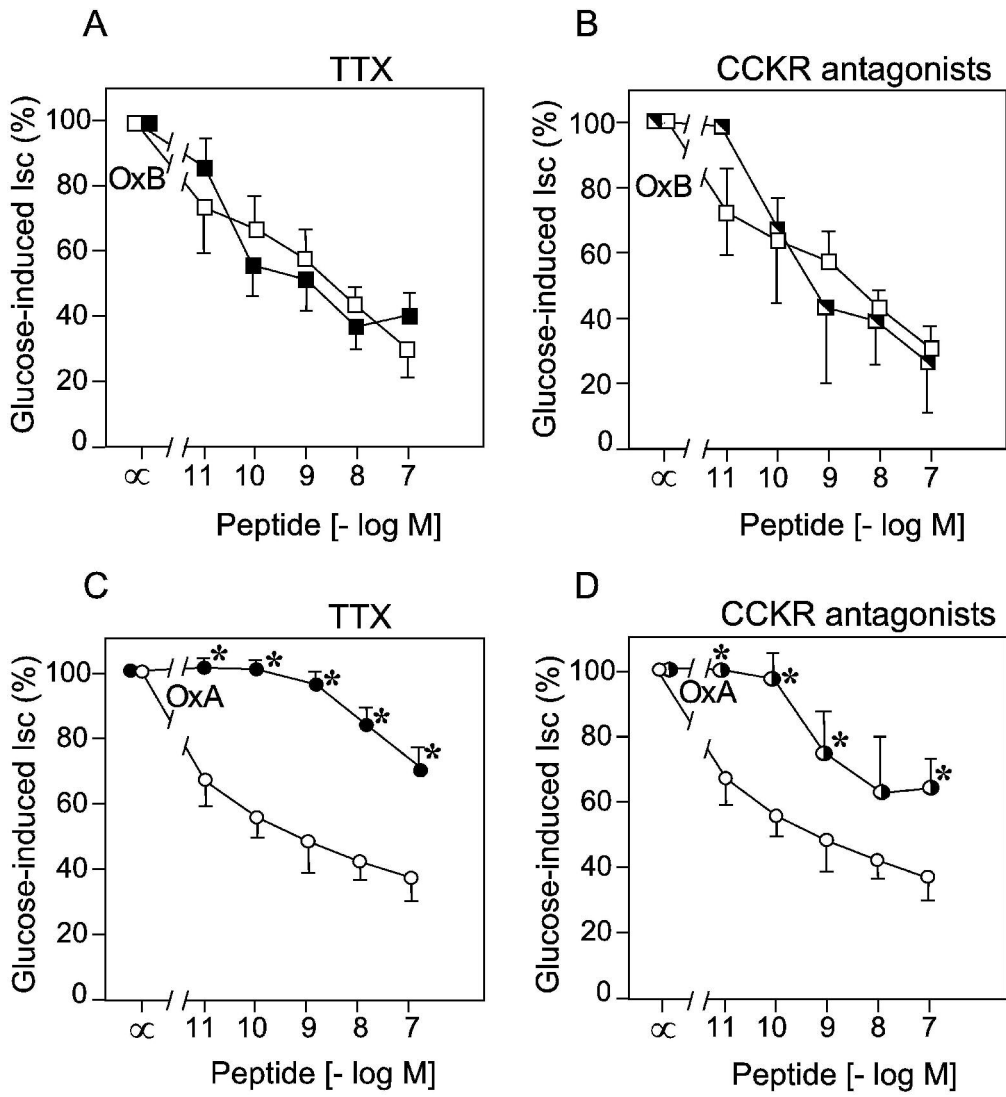 A
TTX
Glucose-induced Isc (%)
100
80
60
40
20
0
OxB
∝ 11 10 9 8 7
Peptide [- log M]
B
CCKR antagonists
Glucose-induced Isc (%)
100
80
60
40
20
0
OxB
∝ 11 10 9 8 7
Peptide [- log M]
C
TTX
Glucose-induced Isc (%)
100
80
60
40
20
0
OxA
* * * * *
∝ 11 10 9 8 7
Peptide [- log M]
D
CCKR antagonists
Glucose-induced Isc (%)
100
80
60
40
20
0
OxA
* * * *
∝ 11 10 9 8 7
Peptide [- log M]